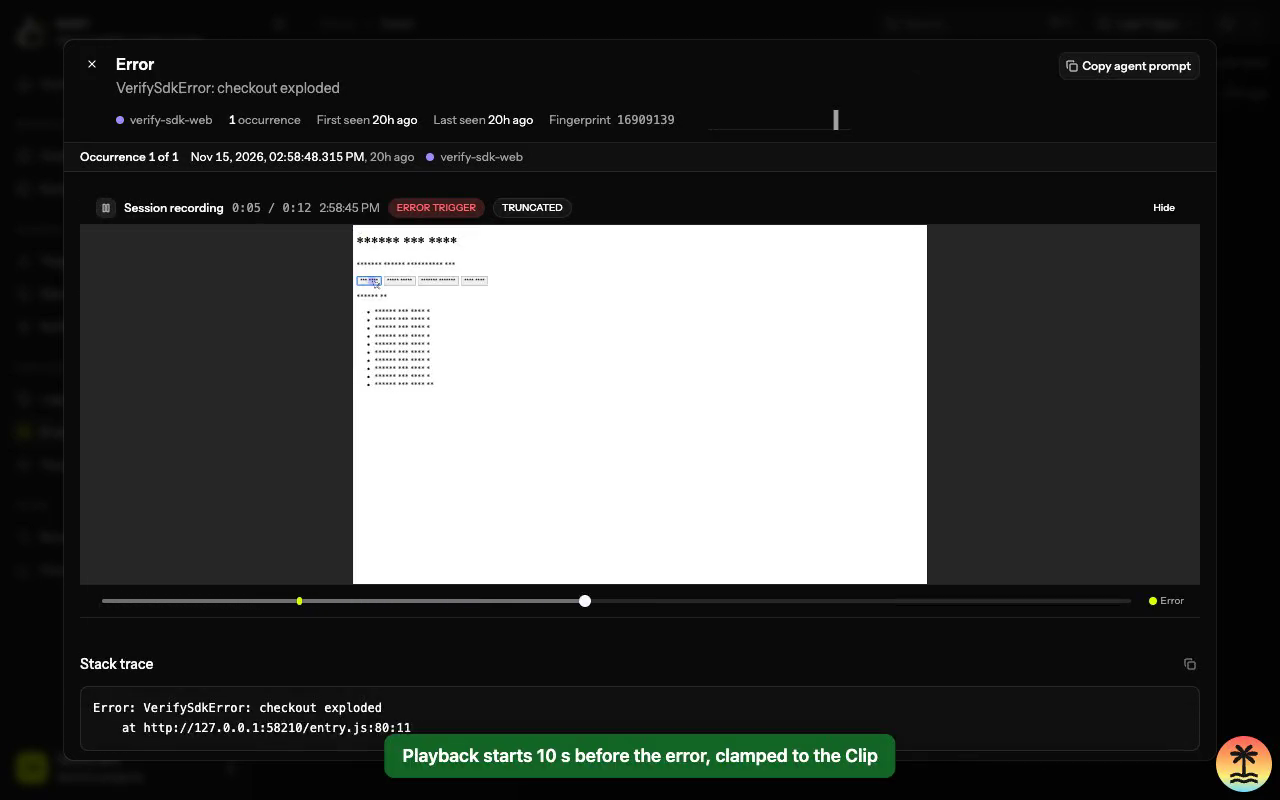 Error
Copy agent prompt
VerifySdkError: checkout exploded
verify-sdk-web 1 occurrence First seen 20h ago Last seen 20h ago Fingerprint 16909139
Occurrence 1 of 1 Nov 15, 2026, 02:58:48.315 PM, 20h ago verify-sdk-web
Session recording 0:05 / 0:12 2:58:45 PM ERROR TRIGGER TRUNCATED Hide
****** *** ****
******* ****** ********** ***
*** **** ***** ***** ******* ******* **** ****
****** **
****** *** **** *
****** *** **** *
****** *** **** *
****** *** **** *
****** *** **** *
****** *** **** *
****** *** **** *
****** *** **** *
****** *** **** *
****** *** **** **
Error
Stack trace
Error: VerifySdkError: checkout exploded
at http://127.0.0.1:58210/entry.js:80:11
Playback starts 10 s before the error, clamped to the Clip